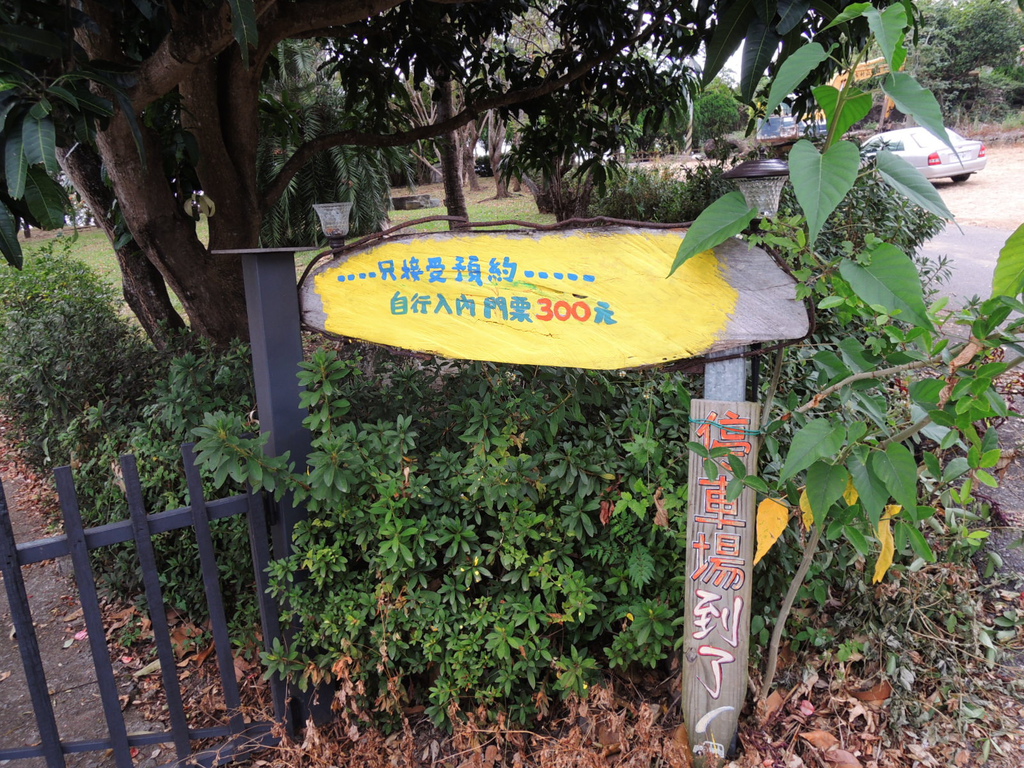 ....只接受預約-----
自行入內 門票300元
停車場到了